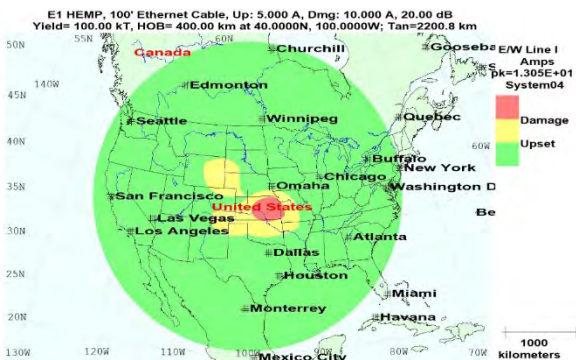 E1 HEMP, 100' Ethernet Cable, Up: 5.000 A, Dmg: 10.000 A, 20.00 dB
Yield= 100.00 kT, HOB= 400.00 km at 40.0000N, 100.0000W; Tan=2200.8 km
50N 55N 60N Churchill Gooseba
Canada
E/W Line I
Amps
pk=1.305E+01
System04
140W Edmonton
45N Winnipeg Quebec
Seattle
Damage
Upset
60W
40N Buffalo
New York
Chicago
Omaha Washington D
35N San Francisco
United States
Las Vegas
Be
30N Los Angeles
Atlanta
Dallas
25N Houston
Miami
20N Monterrey Havana
130W 120W 110W 100W 90W 80W 70W
Mexico City
1000
kilometers